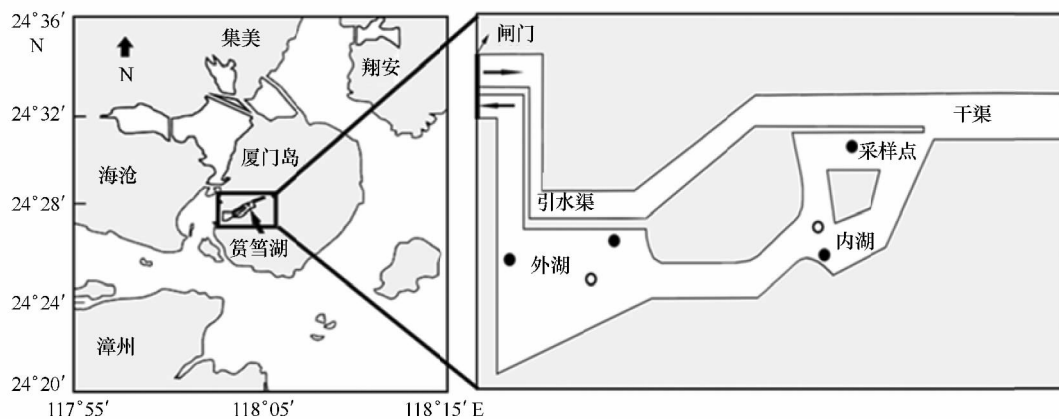 24°36′
N
24°32′
24°28′
24°24′
24°20′
117°55′
118°05′
118°15′ E
N
集美
翔安
厦门岛
海沧
筼筜湖
漳州
闸门
干渠
采样点
引水渠
外湖
内湖